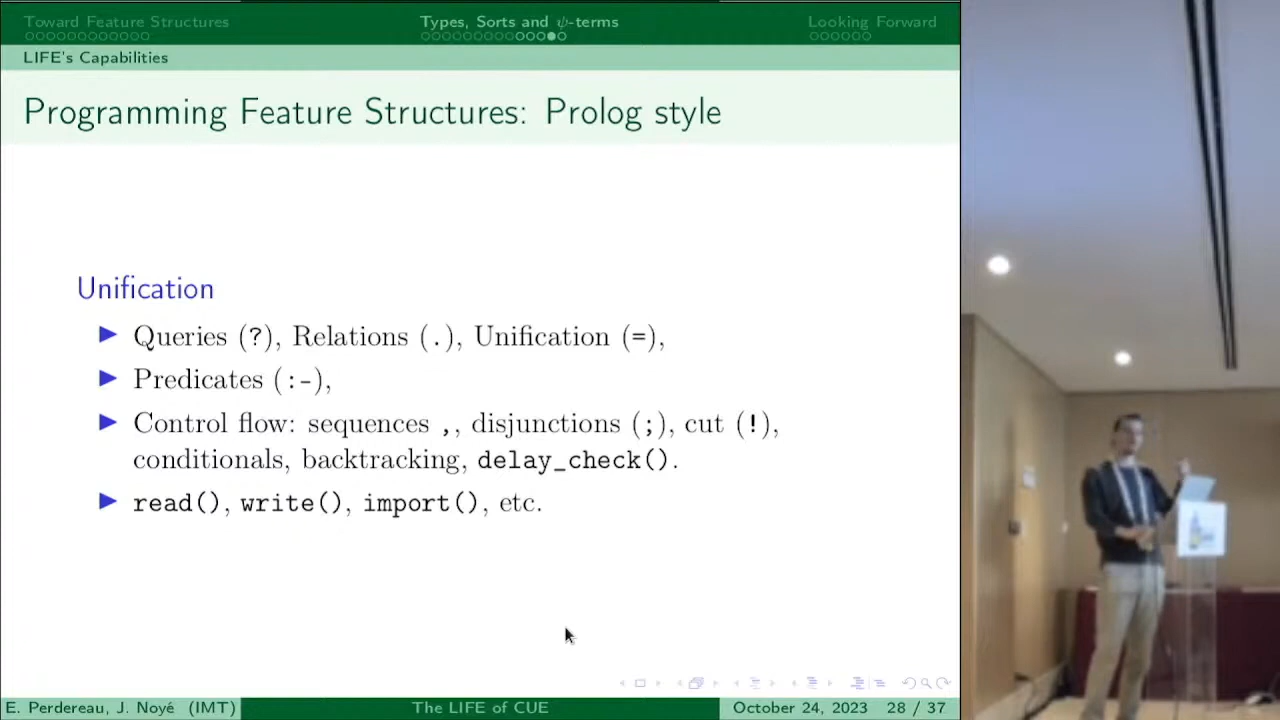 Toward Feature Structures
Types, Sorts and ψ-terms
Looking Forward
LIFE's Capabilities
Programming Feature Structures: Prolog style
Unification
▶ Queries (?), Relations (.), Unification (=),
▶ Predicates (:-),
▶ Control flow: sequences ,, disjunctions (;), cut (!),
conditionals, backtracking, delay_check().
▶ read(), write(), import(), etc.
E. Perdereau, J. Noyé (IMT)
The LIFE of CUE
October 24, 2023 28 / 37